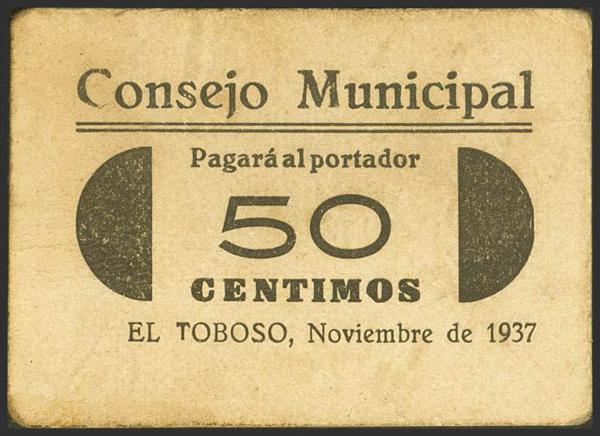 Consejo Municipal
Pagará al portador
50
CENTIMOS
EL TOBOSO, Noviembre de 1937